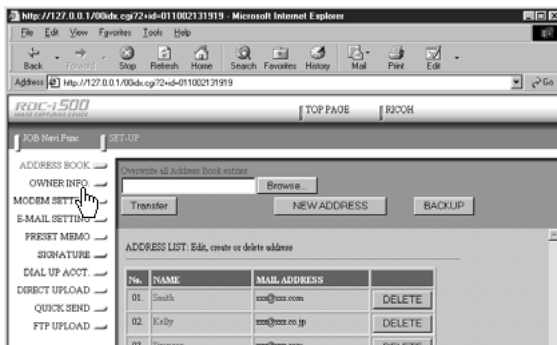 http://127.0.0.1/00idx.cgi?2+id=011002131919 - Microsoft Internet Explorer
File Edit View Favorites Tools Help
Back Forward Stop Refresh Home Search Favorites History Mail Print Edit
Address http://127.0.0.1/00idx.cgi?2+id=011002131919 Go
RDC-i500
IMAGE CAPTURING DEVICE
TOP PAGE RICOH
JOB Navi.Func. SET-UP
ADDRESS BOOK
OWNER INFO.
MODEM SETTING
E-MAIL SETTING
PRESET MEMO
SIGNATURE
DIAL UP ACCT.
DIRECT UPLOAD
QUICK SEND
FTP UPLOAD
Overwrite all Address Book entries
Browse...
Transfer NEW ADDRESS BACKUP
ADDRESS LIST: Edit, create or delete address
No. NAME MAIL ADDRESS
01. Smith xxx@xxx.com DELETE
02. Kelly xxx@xxx.co.jp DELETE
03.